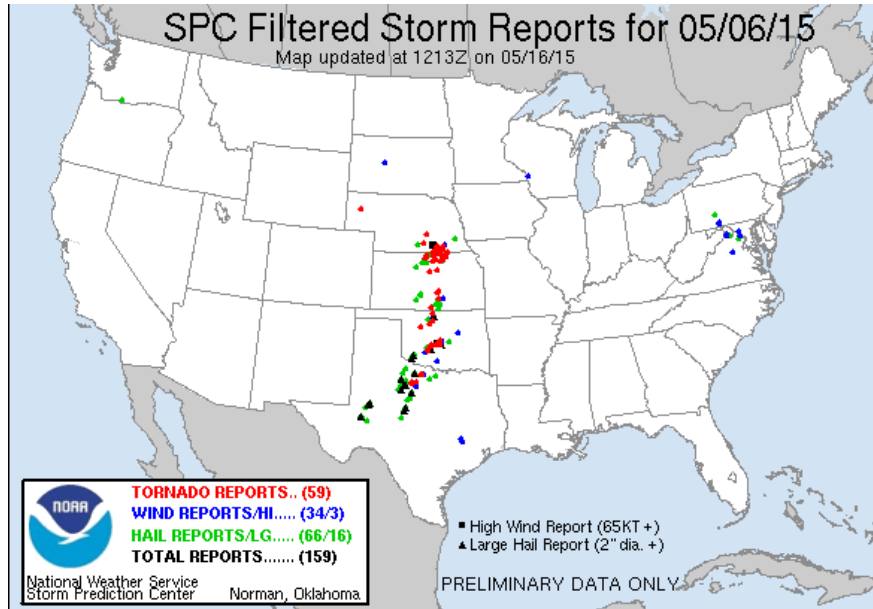 SPC Filtered Storm Reports for 05/06/15
Map updated at 1213Z on 05/16/15
NOAA
TORNADO REPORTS.. (59)
WIND REPORTS/HI..... (34/3)
HAIL REPORTS/LG..... (66/16)
TOTAL REPORTS....... (159)
National Weather Service
Storm Prediction Center Norman, Oklahoma
High Wind Report (65KT +)
Large Hail Report (2" dia. +)
PRELIMINARY DATA ONLY